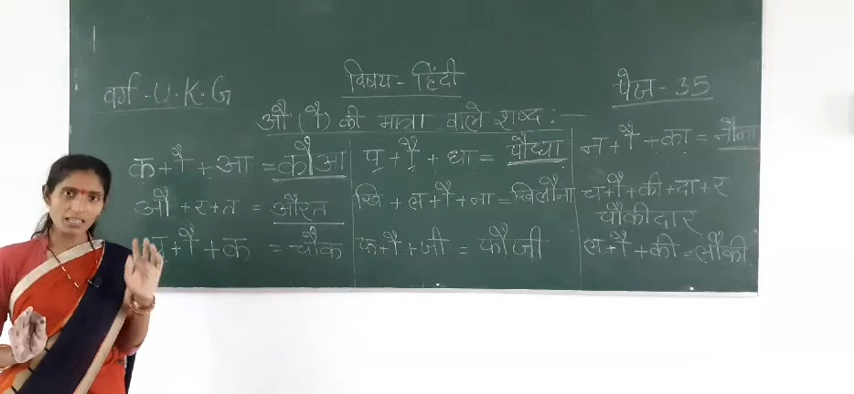 वर्ग - U.K.G
विषय - हिंदी
पेज - 35
औ (ौ) की मात्रा वाले शब्द :-
क + ौ + आ = कौआ
औ + र + त = औरत
+ ौ + क = चौक
प + ौ + धा = पौधा
खि + ल + ौ + ना = खिलौना
फ + ौ + जी = फौजी
न + ौ + का =
च + ौ + की + दा + र
चौकीदार
ल + ौ + की = लौकी